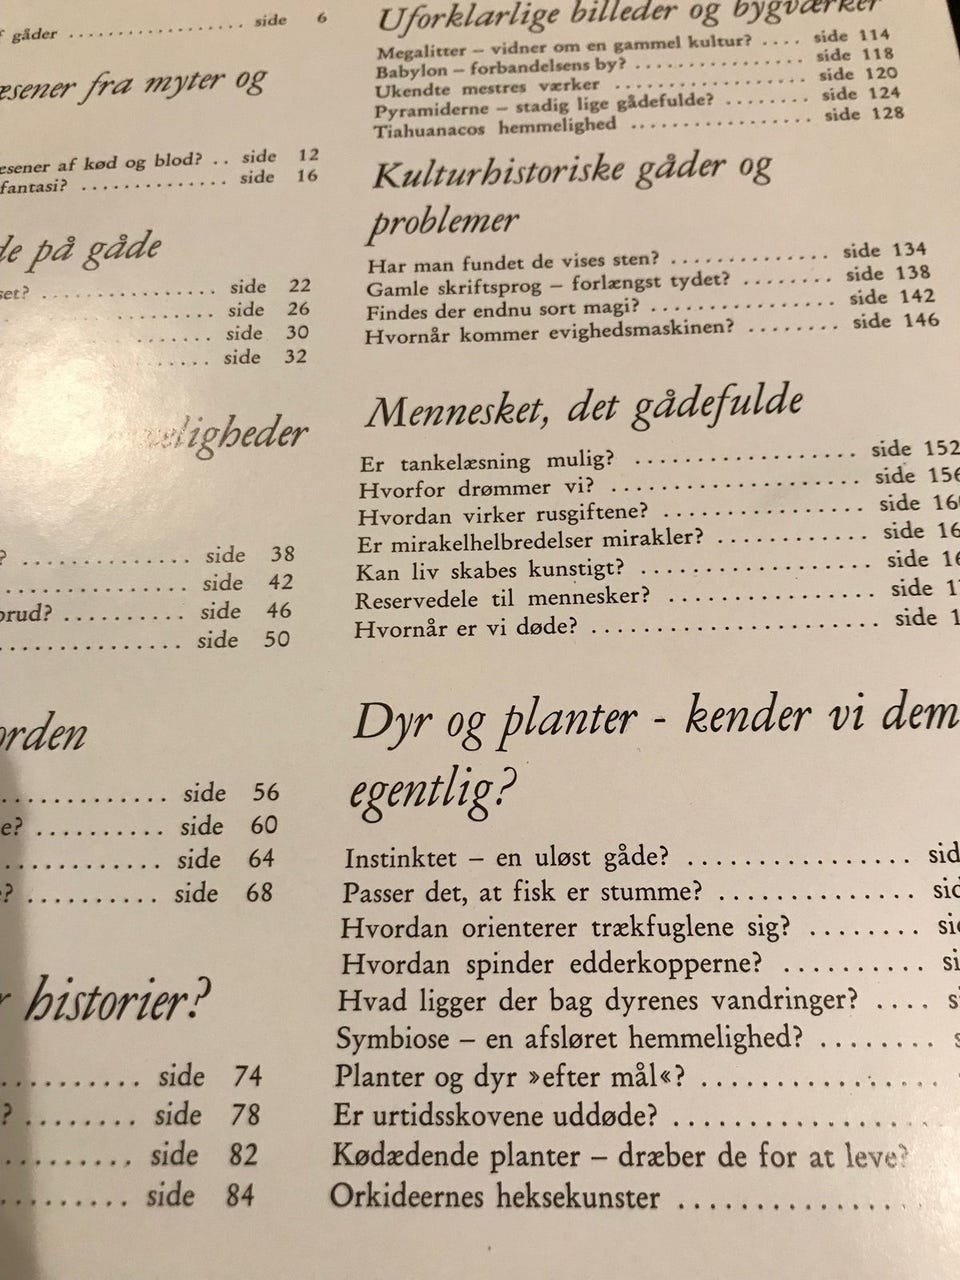 gåder .................. side 6
fra myter og
af kød og blod? .. side 12
fantasi? .............. side 16
på gåde
................ side 22
.......... side 26
....... side 30
..... side 32
38
side 42
.......... side 46
................ side 50
............. side 56
.......... side 60
............ side 64
.......... side 68
historier?
........... side 74
? ........ side 78
.......... side 82
.......... side 84
Uforklarlige billeder og bygværker
Megalitter – vidner om en gammel kultur? .... side 114
Babylon – forbandelsens by? ................ side 118
Ukendte mestres værker .................. side 120
Pyramiderne – stadig lige gådefulde? ........ side 124
Tiahuanacos hemmelighed .................. side 128
Kulturhistoriske gåder og
problemer
Har man fundet de vises sten? .............. side 134
Gamle skriftsprog – forlængst tydet? ........ side 138
Findes der endnu sort magi? ................ side 142
Hvornår kommer evighedsmaskinen? ........ side 146
Mennesket, det gådefulde
Er tankelæsning mulig? .................. side 152
Hvorfor drømmer vi? .................... side
Hvordan virker rusgiftene? ................ side
Er mirakelhelbredelser mirakler? ............ side
Kan liv skabes kunstigt? .................. side
Reservedele til mennesker? ................ side
Hvornår er vi døde? ...................... side
Dyr og planter - kender vi dem
egentlig?
Instinktet – en uløst gåde? ..................
Passer det, at fisk er stumme? ...............
Hvordan orienterer trækfuglene sig? ........
Hvordan spinder edderkopperne? ..........
Hvad ligger der bag dyrenes vandringer? ....
Symbiose – en afsløret hemmelighed? ........
Planter og dyr »efter mål«? ..................
Er urtidsskovene uddøde? ....................
Kødædende planter – dræber de for at leve?
Orkideernes heksekunster ...................